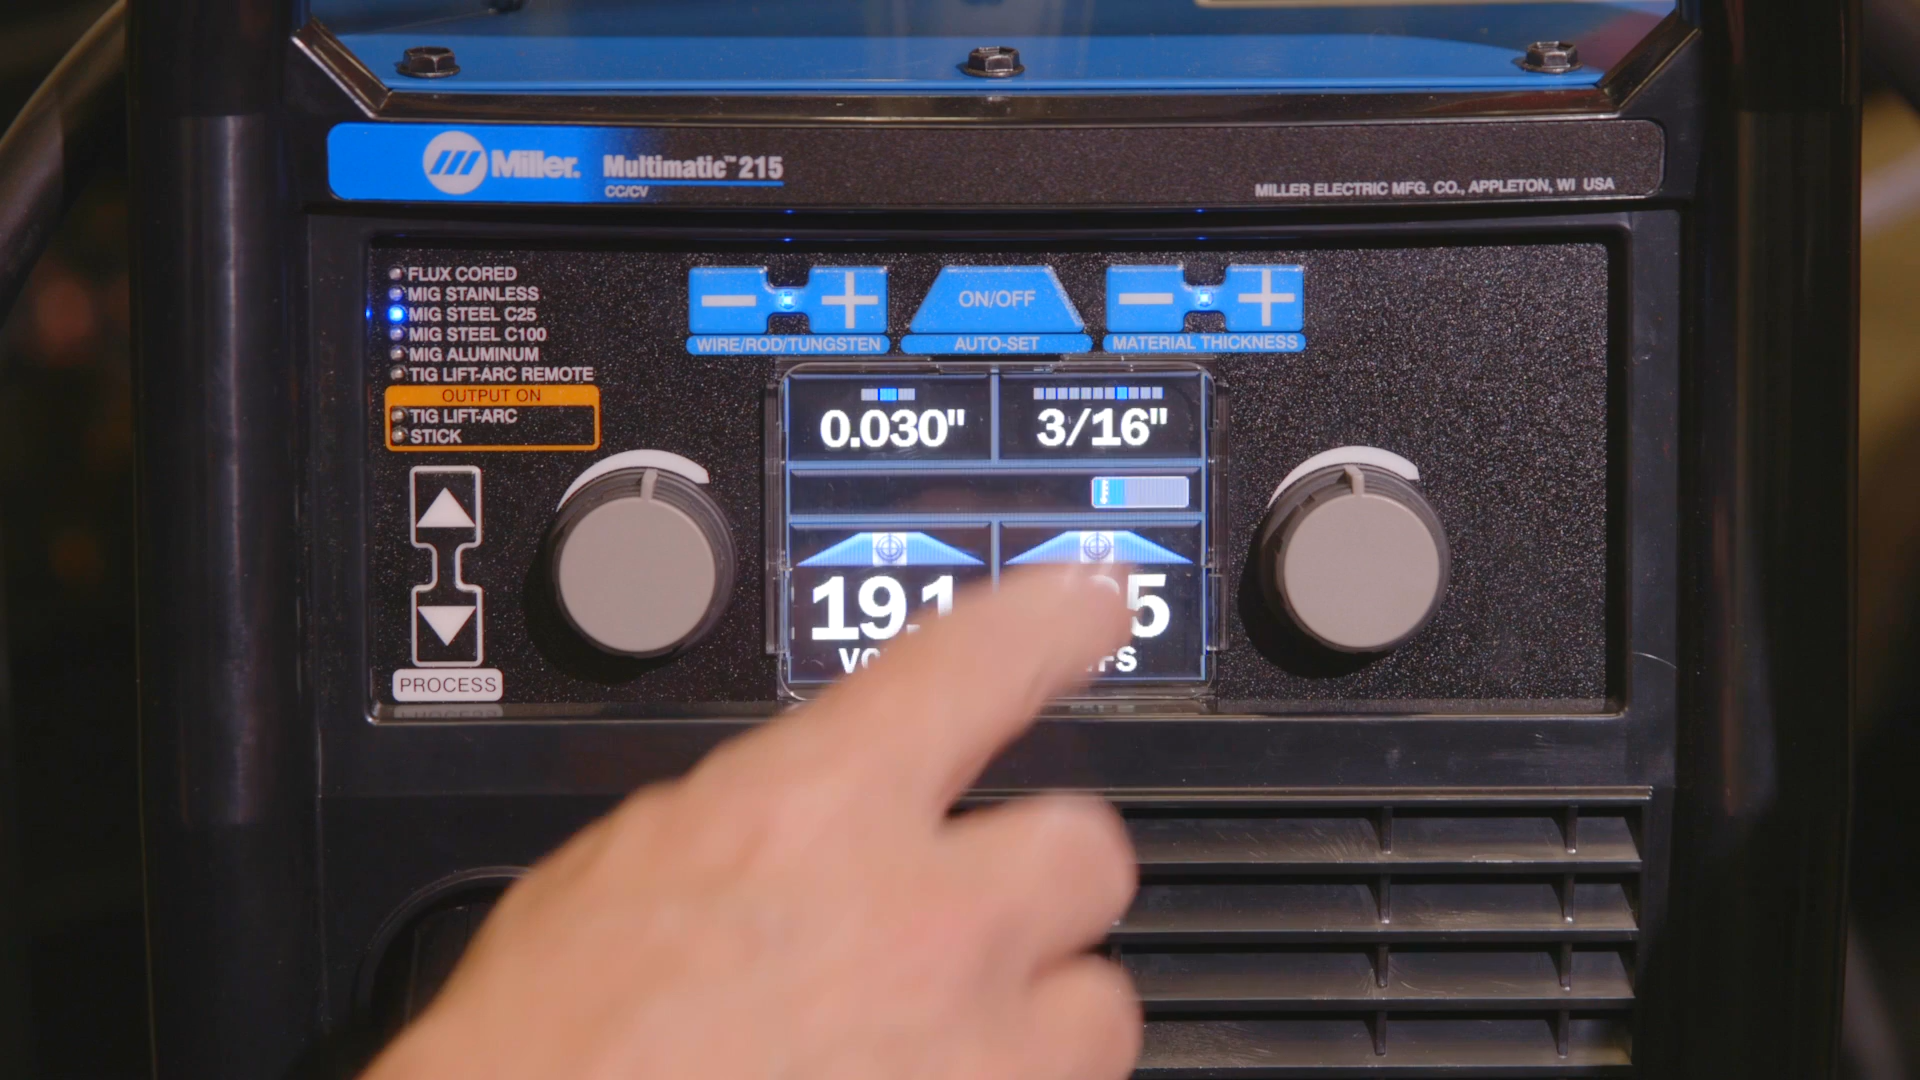 Miller. Multimatic™ 215
CC/CV
MILLER ELECTRIC MFG. CO., APPLETON, WI USA
FLUX CORED
MIG STAINLESS
MIG STEEL C25
MIG STEEL C100
MIG ALUMINUM
TIG LIFT-ARC REMOTE
OUTPUT ON
TIG LIFT-ARC
STICK
PROCESS
WIRE/ROD/TUNGSTEN
ON/OFF
AUTO-SET
MATERIAL THICKNESS
0.030"
3/16"
19.1